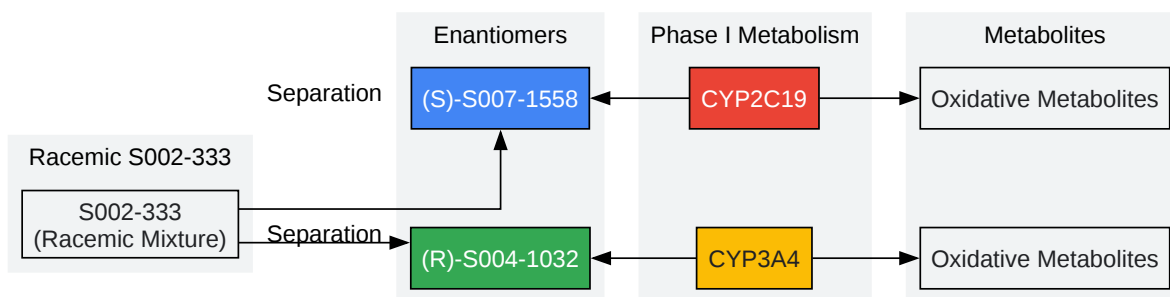 Enantiomers
Phase I Metabolism
Metabolites
Separation
(S)-S007-1558
CYP2C19
Oxidative Metabolites
Racemic S002-333
S002-333
(Racemic Mixture)
Separation
(R)-S004-1032
CYP3A4
Oxidative Metabolites